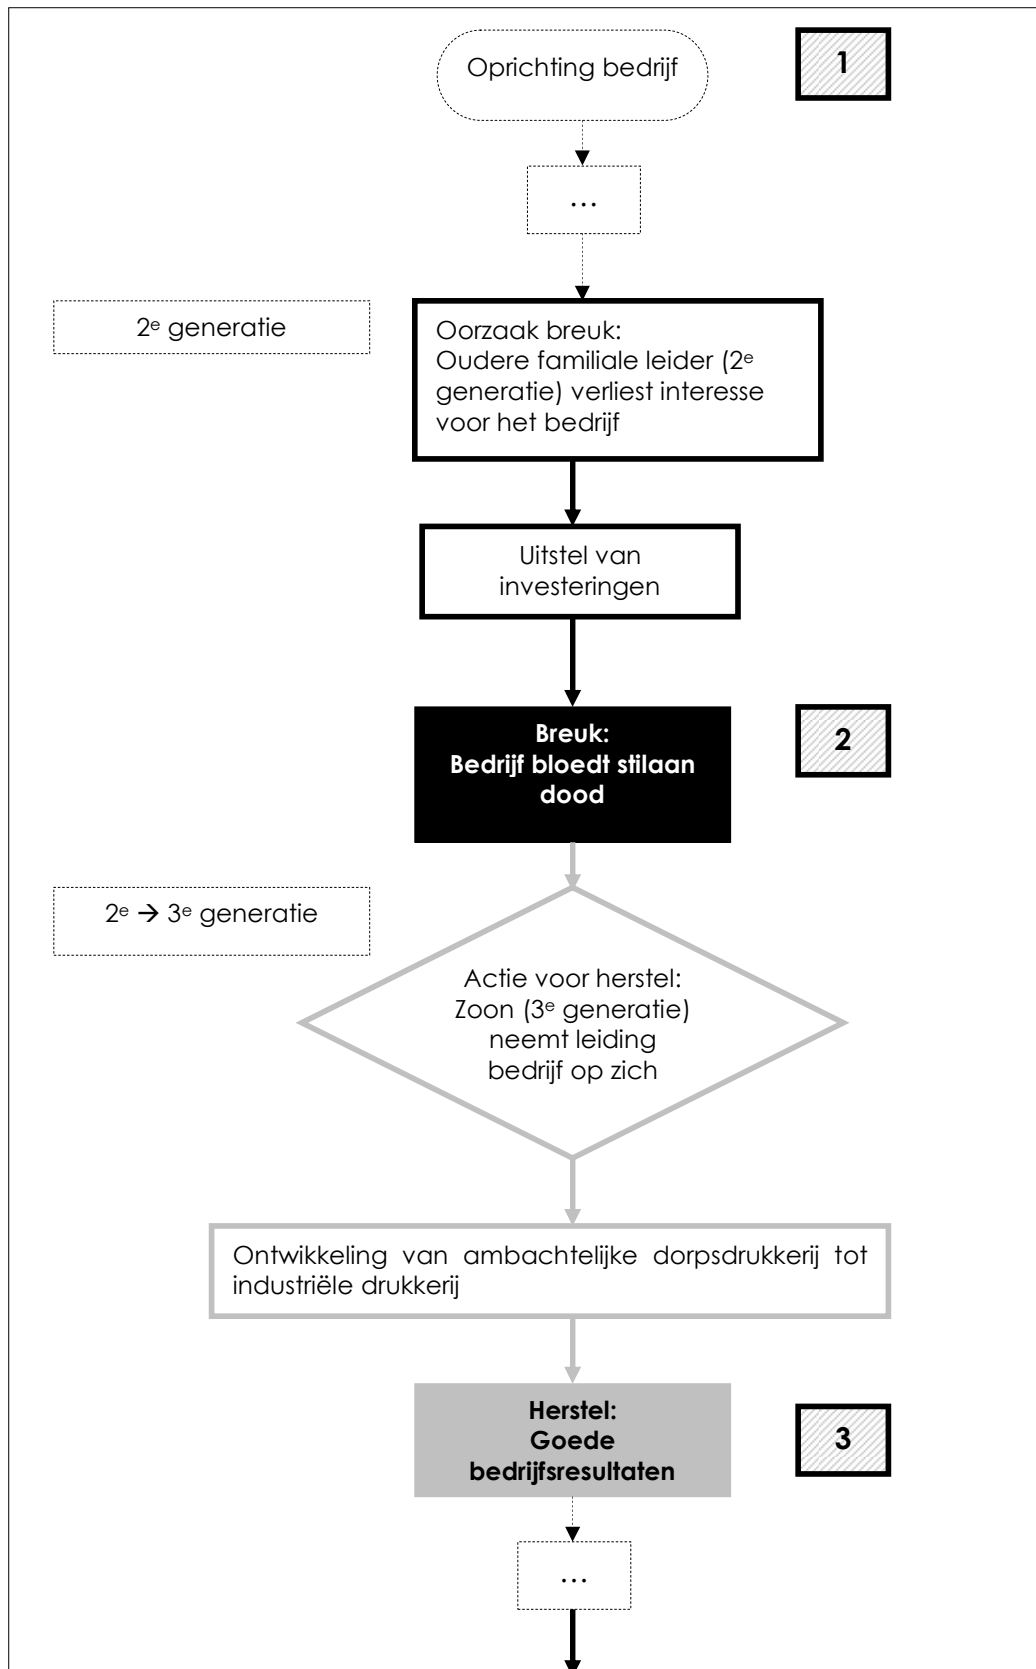 Oprichting bedrijf
1
…
2e generatie
Oorzaak breuk:
Oudere familiale leider (2e
generatie) verliest interesse
voor het bedrijf
Uitstel van
investeringen
Breuk:
Bedrijf bloedt stilaan
dood
2
2e → 3e generatie
Actie voor herstel:
Zoon (3e generatie)
neemt leiding
bedrijf op zich
Ontwikkeling van ambachtelijke dorpsdrukkerij tot
industriële drukkerij
Herstel:
Goede
bedrijfsresultaten
3
…